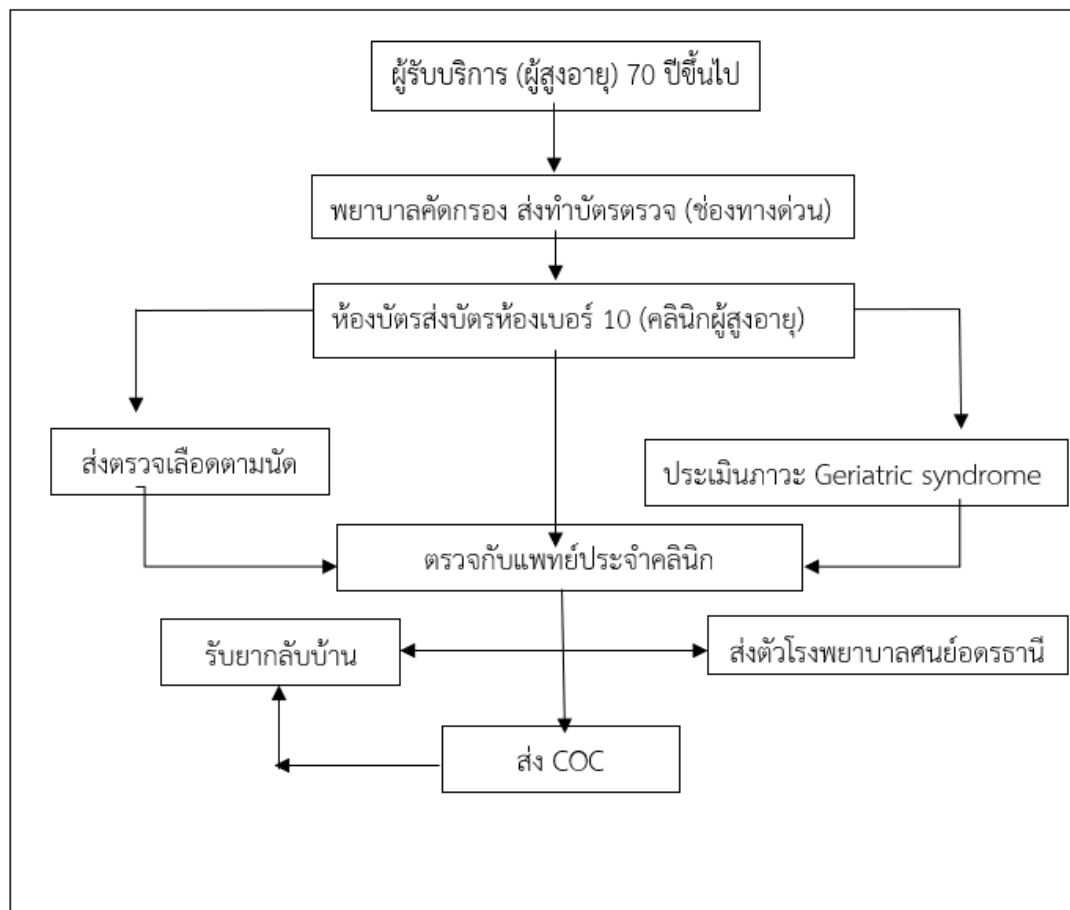 ผู้รับบริการ (ผู้สูงอายุ) 70 ปีขึ้นไป
พยาบาลคัดกรอง ส่งทำบัตรตรวจ (ช่องทางด่วน)
ห้องบัตรส่งบัตรห้องเบอร์ 10 (คลินิกผู้สูงอายุ)
ส่งตรวจเลือดตามนัด
ประเมินภาวะ Geriatric syndrome
ตรวจกับแพทย์ประจำคลินิก
รับยากลับบ้าน
ส่งตัวโรงพยาบาลศูนย์อุดรธานี
ส่ง COC